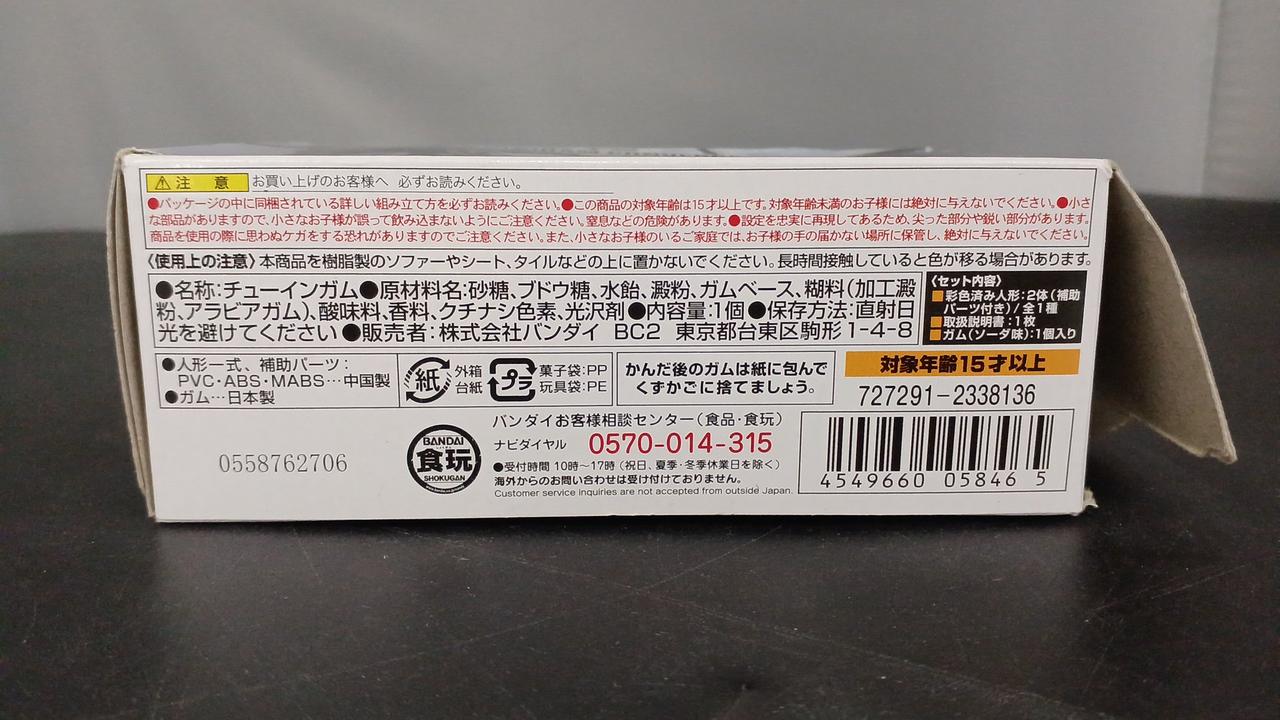 注 意 お買い上げのお客様へ 必ずお読みください。
●パッケージの中に同梱されている詳しい組み立て方を必ずお読みください。●この商品の対象年齢は15才以上です。対象年齢未満のお子様には絶対に与えないでください。●小さ
な部品がありますので、小さなお子様が誤って飲み込まないようにご注意ください。窒息などの危険があります。●設定を忠実に再現してあるため、尖った部分や鋭い部分があります。
商品を使用の際に思わぬケガをする恐れがありますのでご注意ください。また、小さなお子様のいるご家庭では、お子様の手の届かない場所に保管し、絶対に与えないでください。
〈使用上の注意〉本商品を樹脂製のソファーやシート、タイルなどの上に置かないでください。長時間接触していると色が移る場合があります。
●名称:チューインガム●原材料名:砂糖、ブドウ糖、水飴、澱粉、ガムベース、糊料(加工澱
粉、アラビアガム)、酸味料、香料、クチナシ色素、光沢剤●内容量:1個●保存方法:直射日
光を避けてください●販売者:株式会社バンダイ BC2 東京都台東区駒形1-4-8
〈セット内容〉
■彩色済み人形:2体(補助
パーツ付き)/全1種
■取扱説明書:1枚
■ガム(ソーダ味):1個入り
●人形一式、補助パーツ:
PVC・ABS・MABS…中国製
●ガム…日本製
紙
外箱
台紙
プラ
菓子袋:PP
玩具袋:PE
かんだ後のガムは紙に包んで
くずかごに捨てましょう。
対象年齢15才以上
727291-2338136
0558762706
BANDAI
食玩
SHOKUGAN
バンダイお客様相談センター(食品・食玩)
ナビダイヤル 0570-014-315
●受付時間 10時〜17時(祝日、夏季・冬季休業日を除く)
海外からのお問い合わせは受け付けておりません。
Customer service inquiries are not accepted from outside Japan.
4549660 05846 5